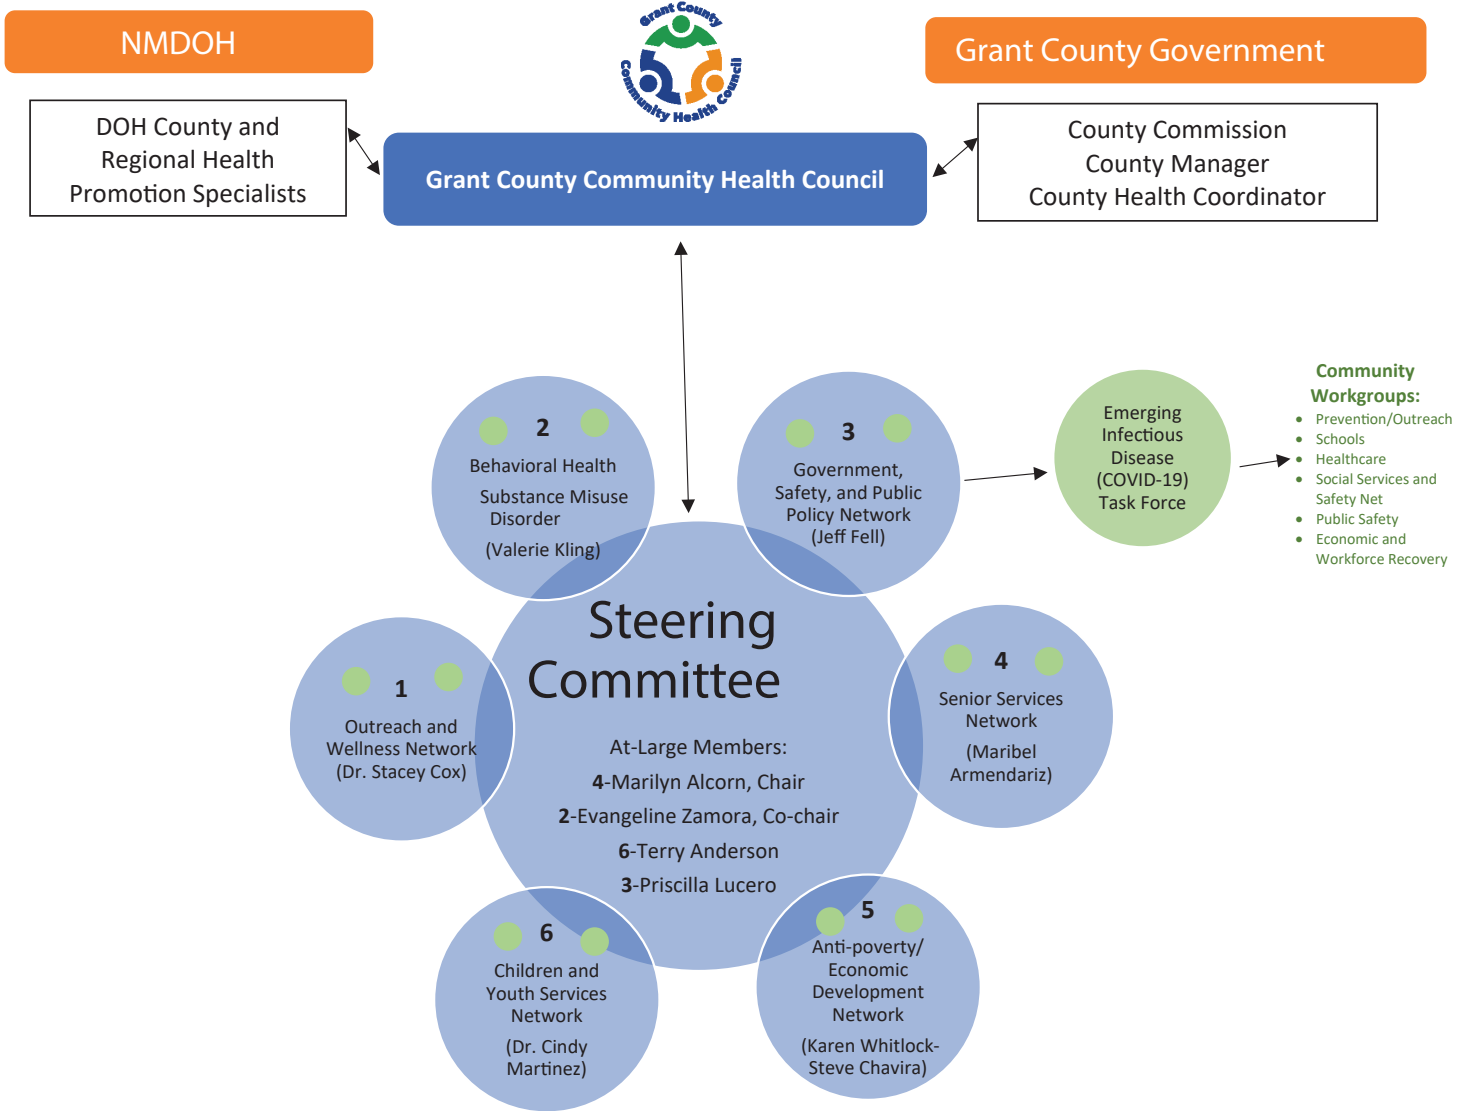 NMDOH
Grant County
Community Health Council
Grant County Government
DOH County and
Regional Health
Promotion Specialists
Grant County Community Health Council
County Commission
County Manager
County Health Coordinator
2
Behavioral Health
Substance Misuse
Disorder
(Valerie Kling)
3
Government,
Safety, and Public
Policy Network
(Jeff Fell)
Emerging
Infectious
Disease
(COVID-19)
Task Force
Community
Workgroups:
• Prevention/Outreach
• Schools
• Healthcare
• Social Services and
Safety Net
• Public Safety
• Economic and
Workforce Recovery
1
Outreach and
Wellness Network
(Dr. Stacey Cox)
Steering
Committee
At-Large Members:
4-Marilyn Alcorn, Chair
2-Evangeline Zamora, Co-chair
6-Terry Anderson
3-Priscilla Lucero
4
Senior Services
Network
(Maribel
Armendariz)
6
Children and
Youth Services
Network
(Dr. Cindy
Martinez)
5
Anti-poverty/
Economic
Development
Network
(Karen Whitlock-
Steve Chavira)